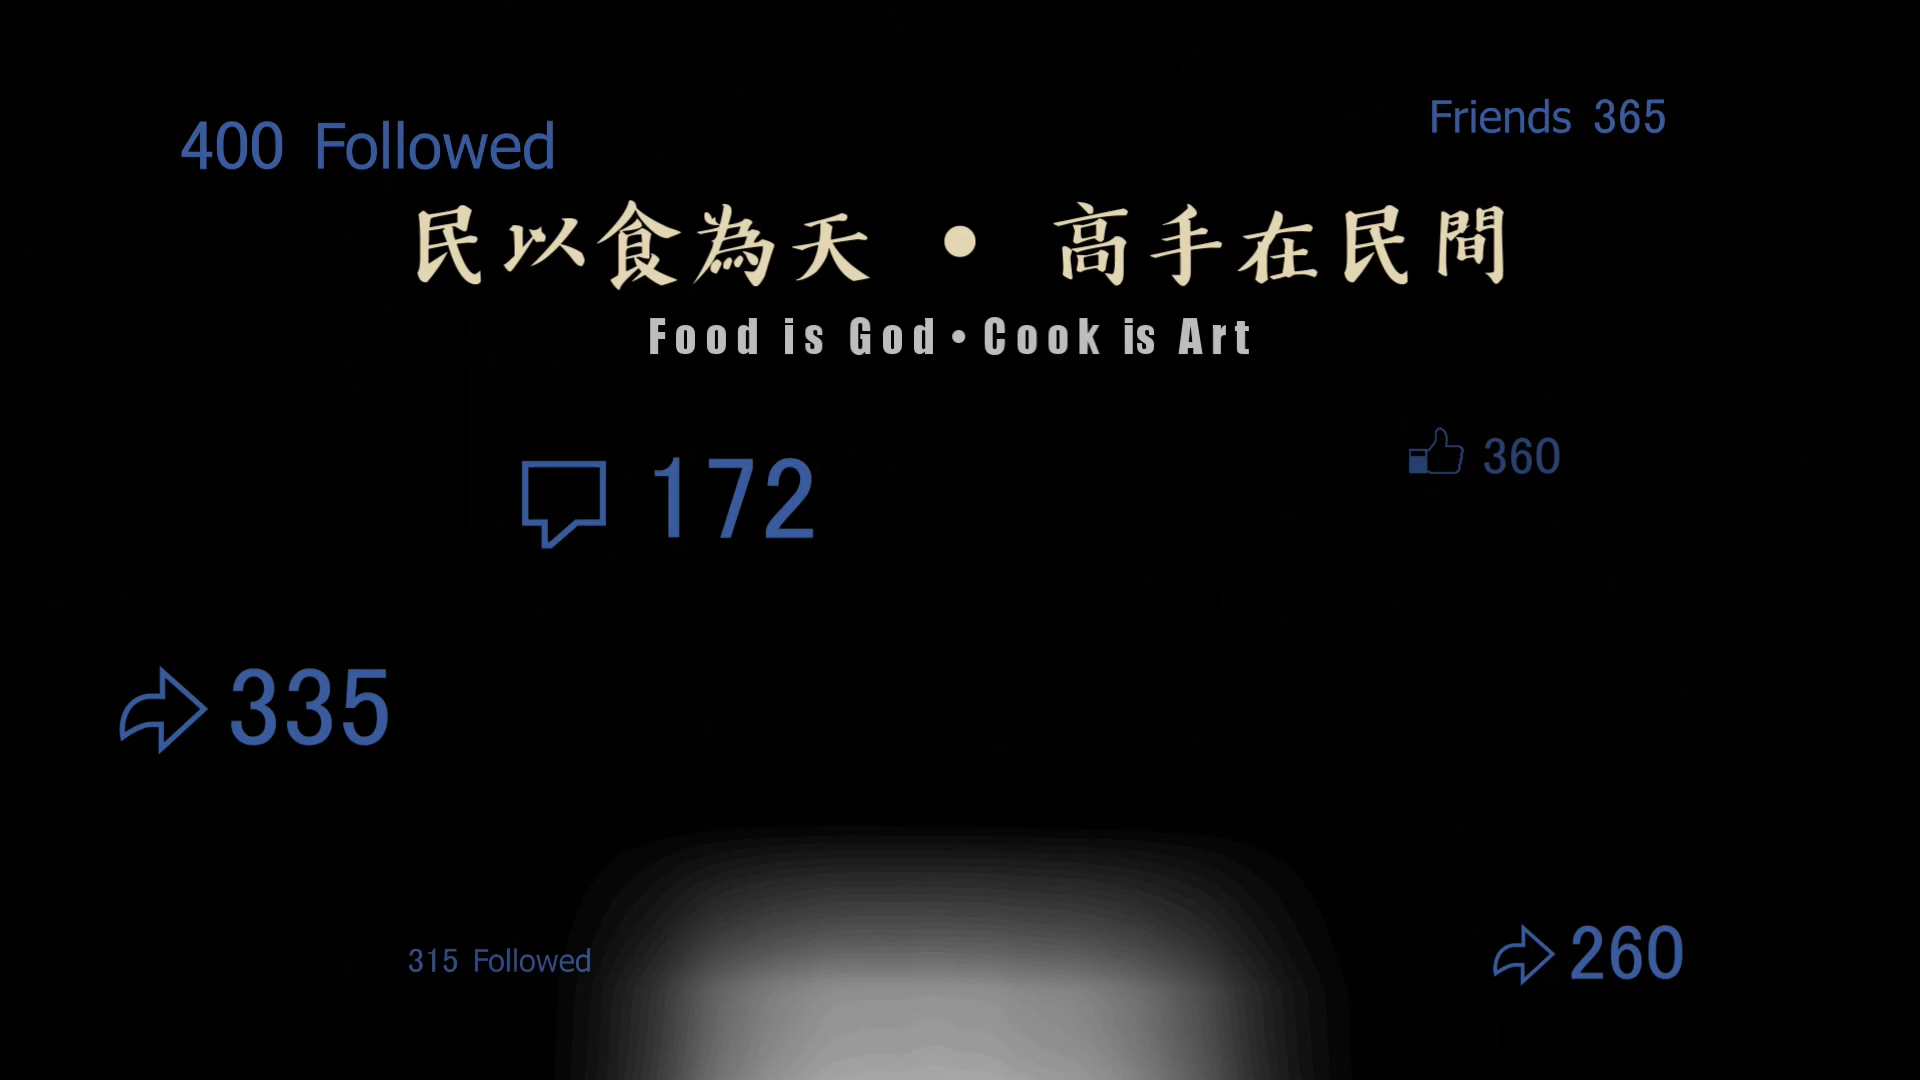 400 Followed
Friends 365
民以食為天 • 高手在民間
Food is God • Cook is Art
172
360
335
315 Followed
260